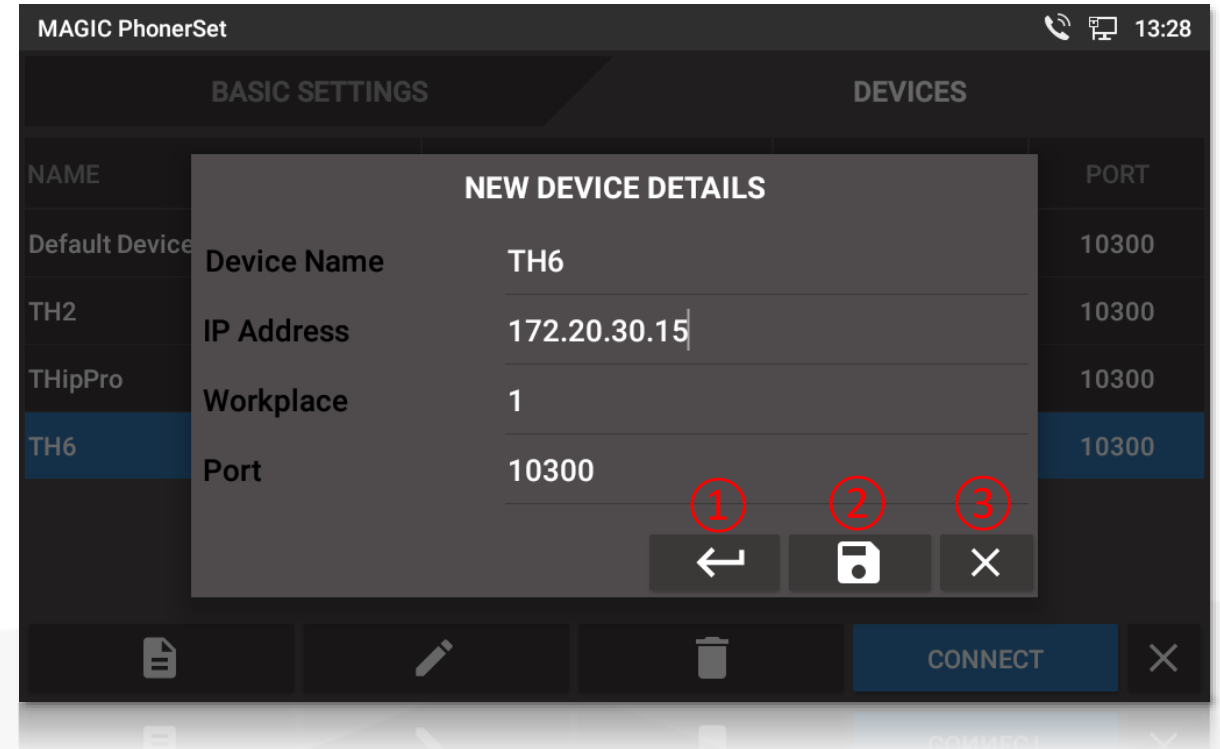 MAGIC PhonerSet 13:28
BASIC SETTINGS DEVICES
NAME PORT
NEW DEVICE DETAILS
Default Device 10300
Device Name TH6
TH2 10300
IP Address 172.20.30.15
THipPro 10300
Workplace 1
TH6 10300
Port 10300
① ② ③
CONNECT